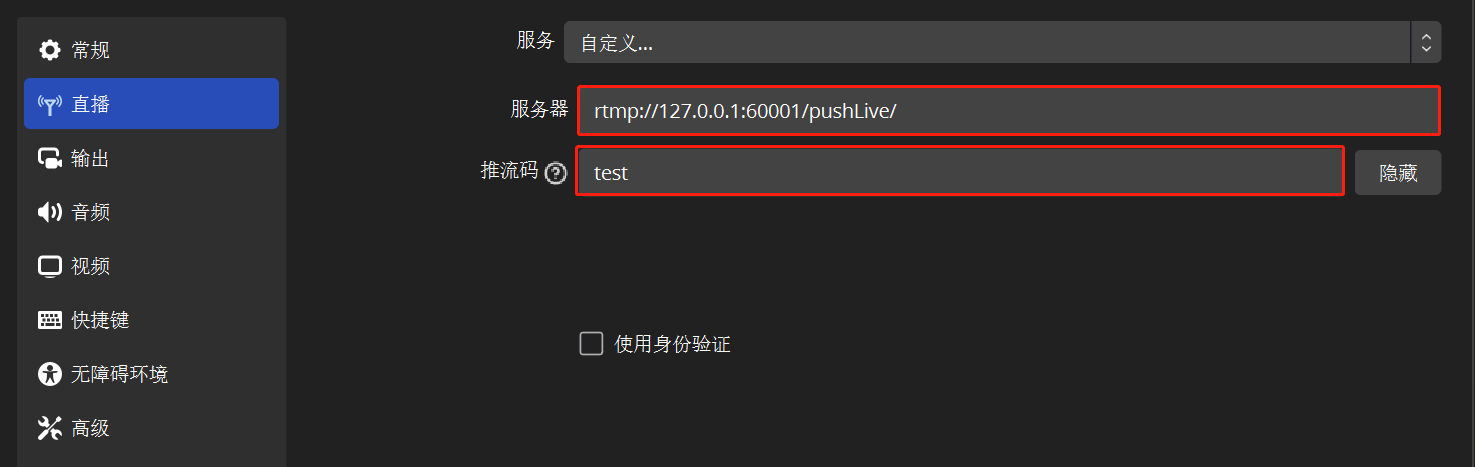 常规
直播
输出
音频
视频
快捷键
无障碍环境
高级
服务 自定义...
服务器 rtmp://127.0.0.1:60001/pushLive/
推流码 ? test 隐藏
使用身份验证